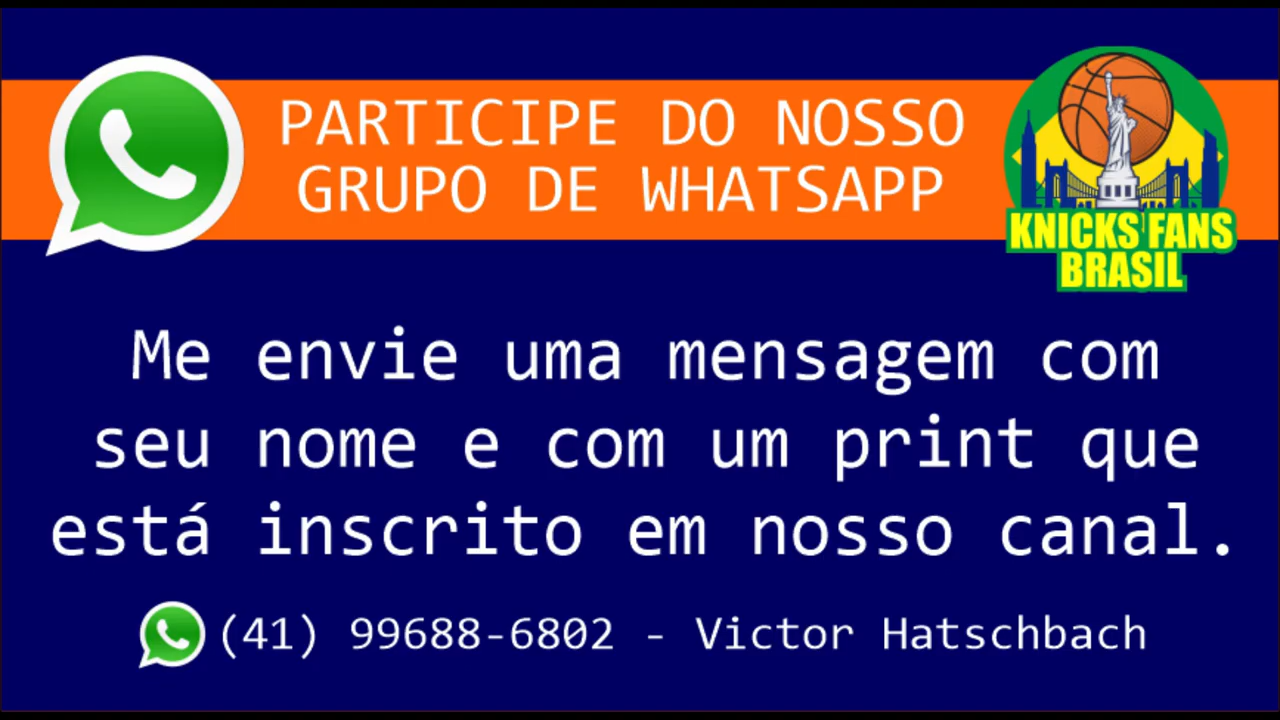 PARTICIPE DO NOSSO
GRUPO DE WHATSAPP
KNICKS FANS
BRASIL
Me envie uma mensagem com
seu nome e com um print que
está inscrito em nosso canal.
(41) 99688-6802 - Victor Hatschbach